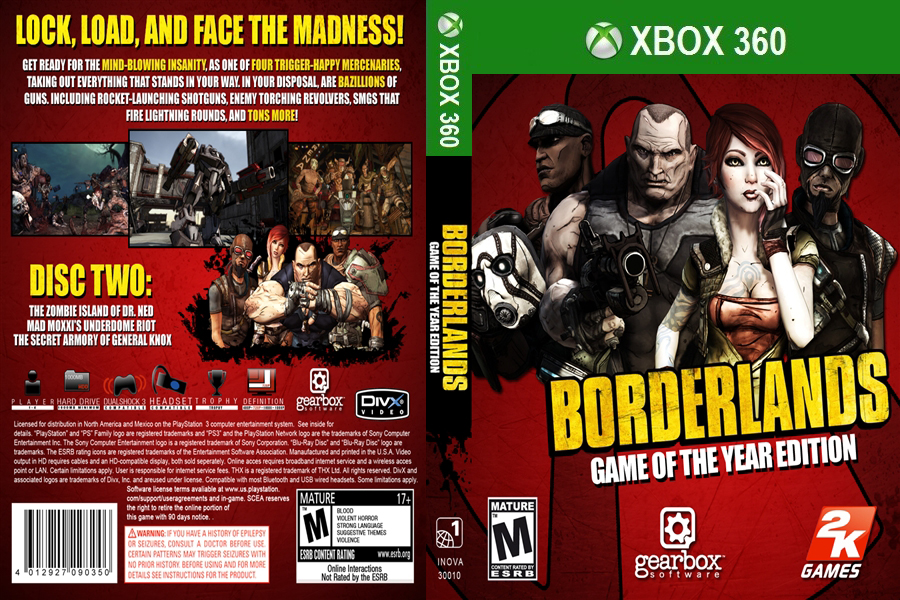 LOCK, LOAD, AND FACE THE MADNESS!
GET READY FOR THE MIND-BLOWING INSANITY, AS ONE OF FOUR TRIGGER-HAPPY MERCENARIES,
TAKING OUT EVERYTHING THAT STANDS IN YOUR WAY. IN YOUR DISPOSAL, ARE BAZILLIONS OF
GUNS. INCLUDING ROCKET-LAUNCHING SHOTGUNS, ENEMY TORCHING REVOLVERS, SMGS THAT
FIRE LIGHTNING ROUNDS, AND TONS MORE!
DISC TWO:
THE ZOMBIE ISLAND OF DR. NED
MAD MOXXI'S UNDERDOME RIOT
THE SECRET ARMORY OF GENERAL KNOX
PLAYER
1-4
HARD DRIVE
DUALSHOCK 3
COMPATIBLE
HEADSET
COMPATIBLE
TROPHY
DEFINITION
gearbox
software
DIVX
VIDEO
Licensed for distribution in North America and Mexico on the PlayStation 3 computer entertainment system. See inside for
details. "PlayStation" and "PS" Family logo are registered trademarks and "PS3" and the PlayStation Network logo are the trademarks of Sony Computer
Entertainment Inc. The Sony Computer Entertainment logo is a registered trademark of Sony Corporation. "Blu-Ray Disc" and "Blu-Ray Disc" logo are
trademarks. The ESRB rating icons are registered trademarks of the Entertainment Software Association. Manaufactured and printed in the U.S.A. Video
output in HD requires cables and an HD-compatible display, both sold seperately. Online acces requires broadband internet service and a wireless acces
point or LAN. Certain limitations apply. User is responsible for internet service fees. THX is a registered trademark of THX Ltd. All rights reserved. DivX and
associated logos are trademarks of Divx, Inc. and areused under license. Compatible with most Bluetooth and USB wired headsets. Some limitations apply.
Software license terms available at www.us.playstation.
com/support/useragreements and in-game. SCEA reserves
the right to retire the online portion of
this game with 90 days notice. .
WARNING: IF YOU HAVE A HISTORY OF EPILEPSY
OR SEIZURES, CONSULT A DOCTOR BEFORE USE.
CERTAIN PATTERNS MAY TRIGGER SEIZURES WITH
NO PRIOR HISTORY. BEFORE USING AND FOR MORE
DETAILS SEE INSTRUCTIONS FOR THE PRODUCT.
4 012927 090350
MATURE 17+
M
BLOOD
VIOLENT HORROR
STRONG LANGUAGE
SUGGESTIVE THEMES
VIOLENCE
ESRB CONTENT RATING www.esrb.org
Online Interactions
Not Rated by the ESRB
XBOX 360
BORDERLANDS
GAME OF THE YEAR EDITION
1
INOVA
30010
XBOX 360
BORDERLANDS
GAME OF THE YEAR EDITION
MATURE
M
CONTENT RATED BY
ESRB
gearbox
software
2K
GAMES